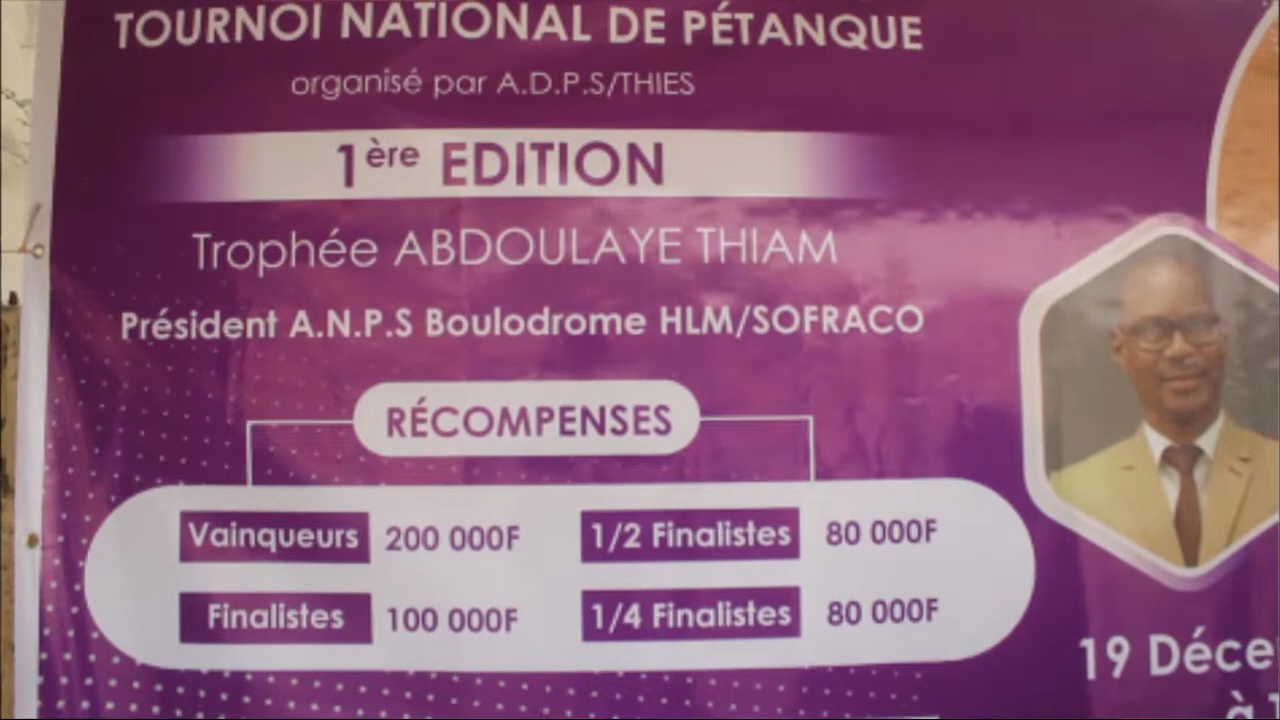 TOURNOI NATIONAL DE PÉTANQUE
organisé par A.D.P.S/THIES
1ère EDITION
Trophée ABDOULAYE THIAM
Président A.N.P.S Boulodrome HLM/SOFRACO
RÉCOMPENSES
Vainqueurs 200 000F 1/2 Finalistes 80 000F
Finalistes 100 000F 1/4 Finalistes 80 000F
19 Déce
à